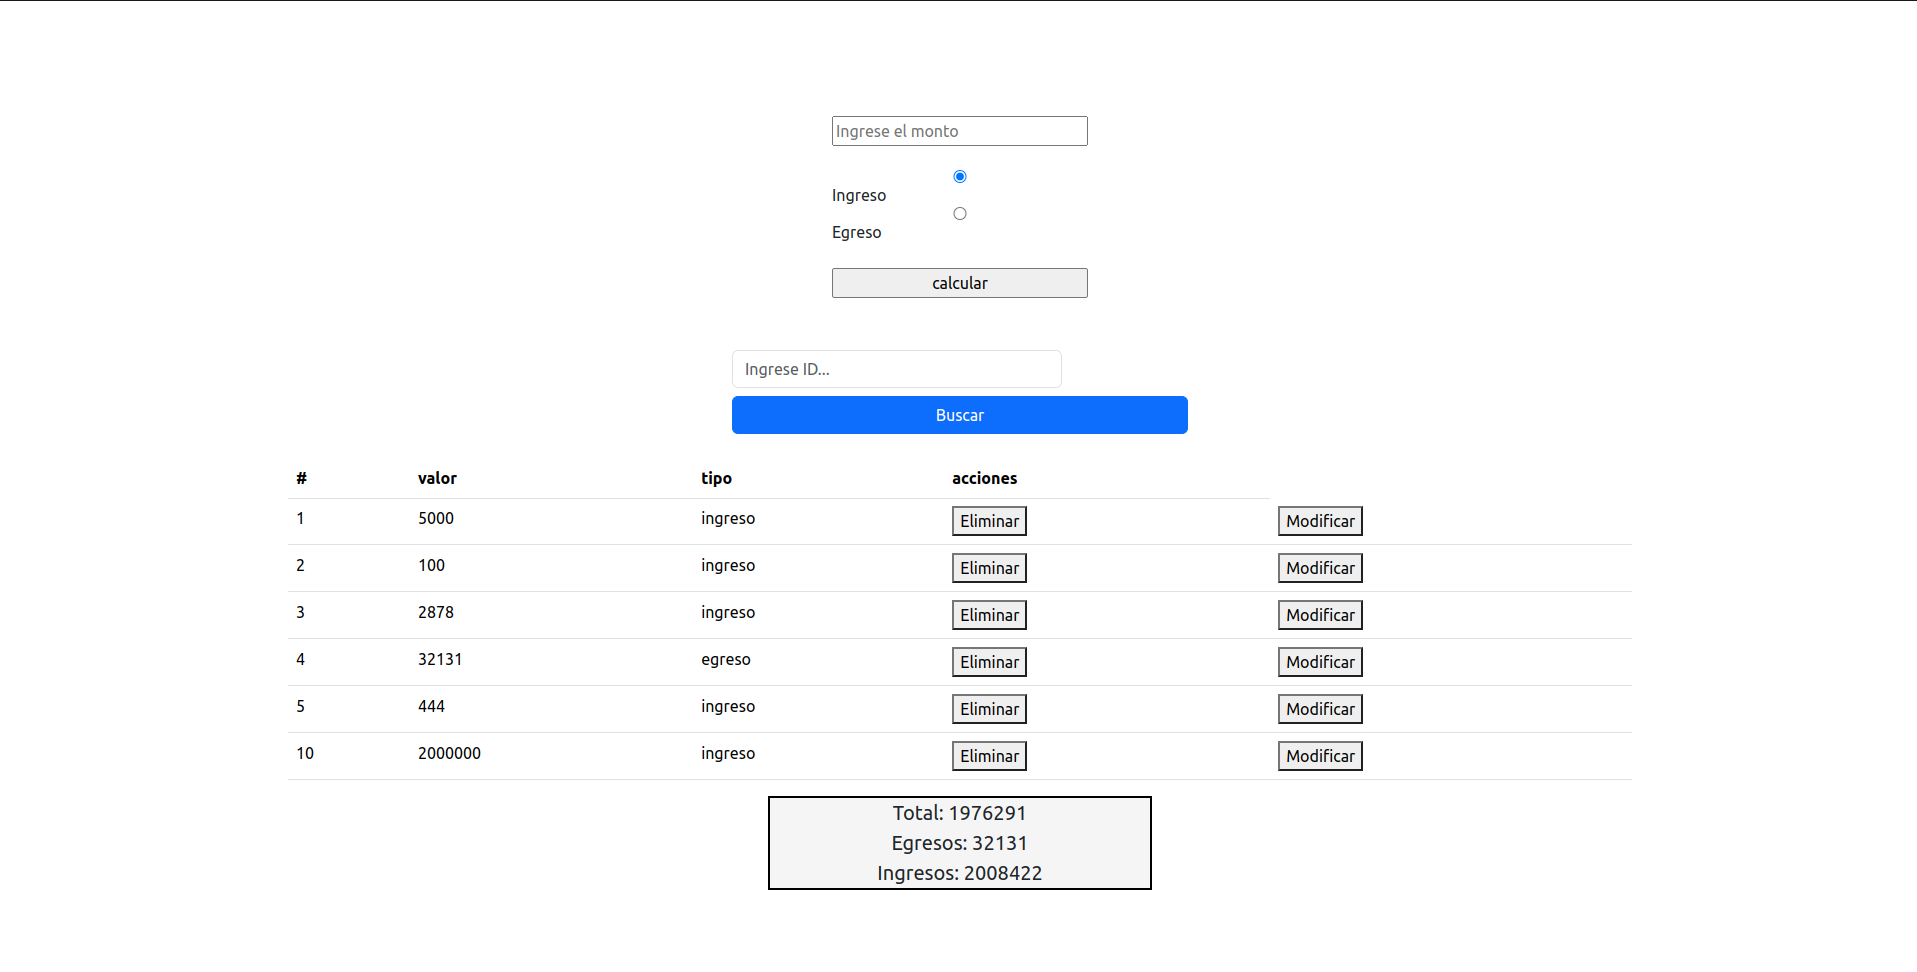 Ingrese el monto
Ingreso
Egreso
calcular
Ingrese ID...
Buscar
# valor tipo acciones
1 5000 ingreso Eliminar Modificar
2 100 ingreso Eliminar Modificar
3 2878 ingreso Eliminar Modificar
4 32131 egreso Eliminar Modificar
5 444 ingreso Eliminar Modificar
10 2000000 ingreso Eliminar Modificar
Total: 1976291
Egresos: 32131
Ingresos: 2008422